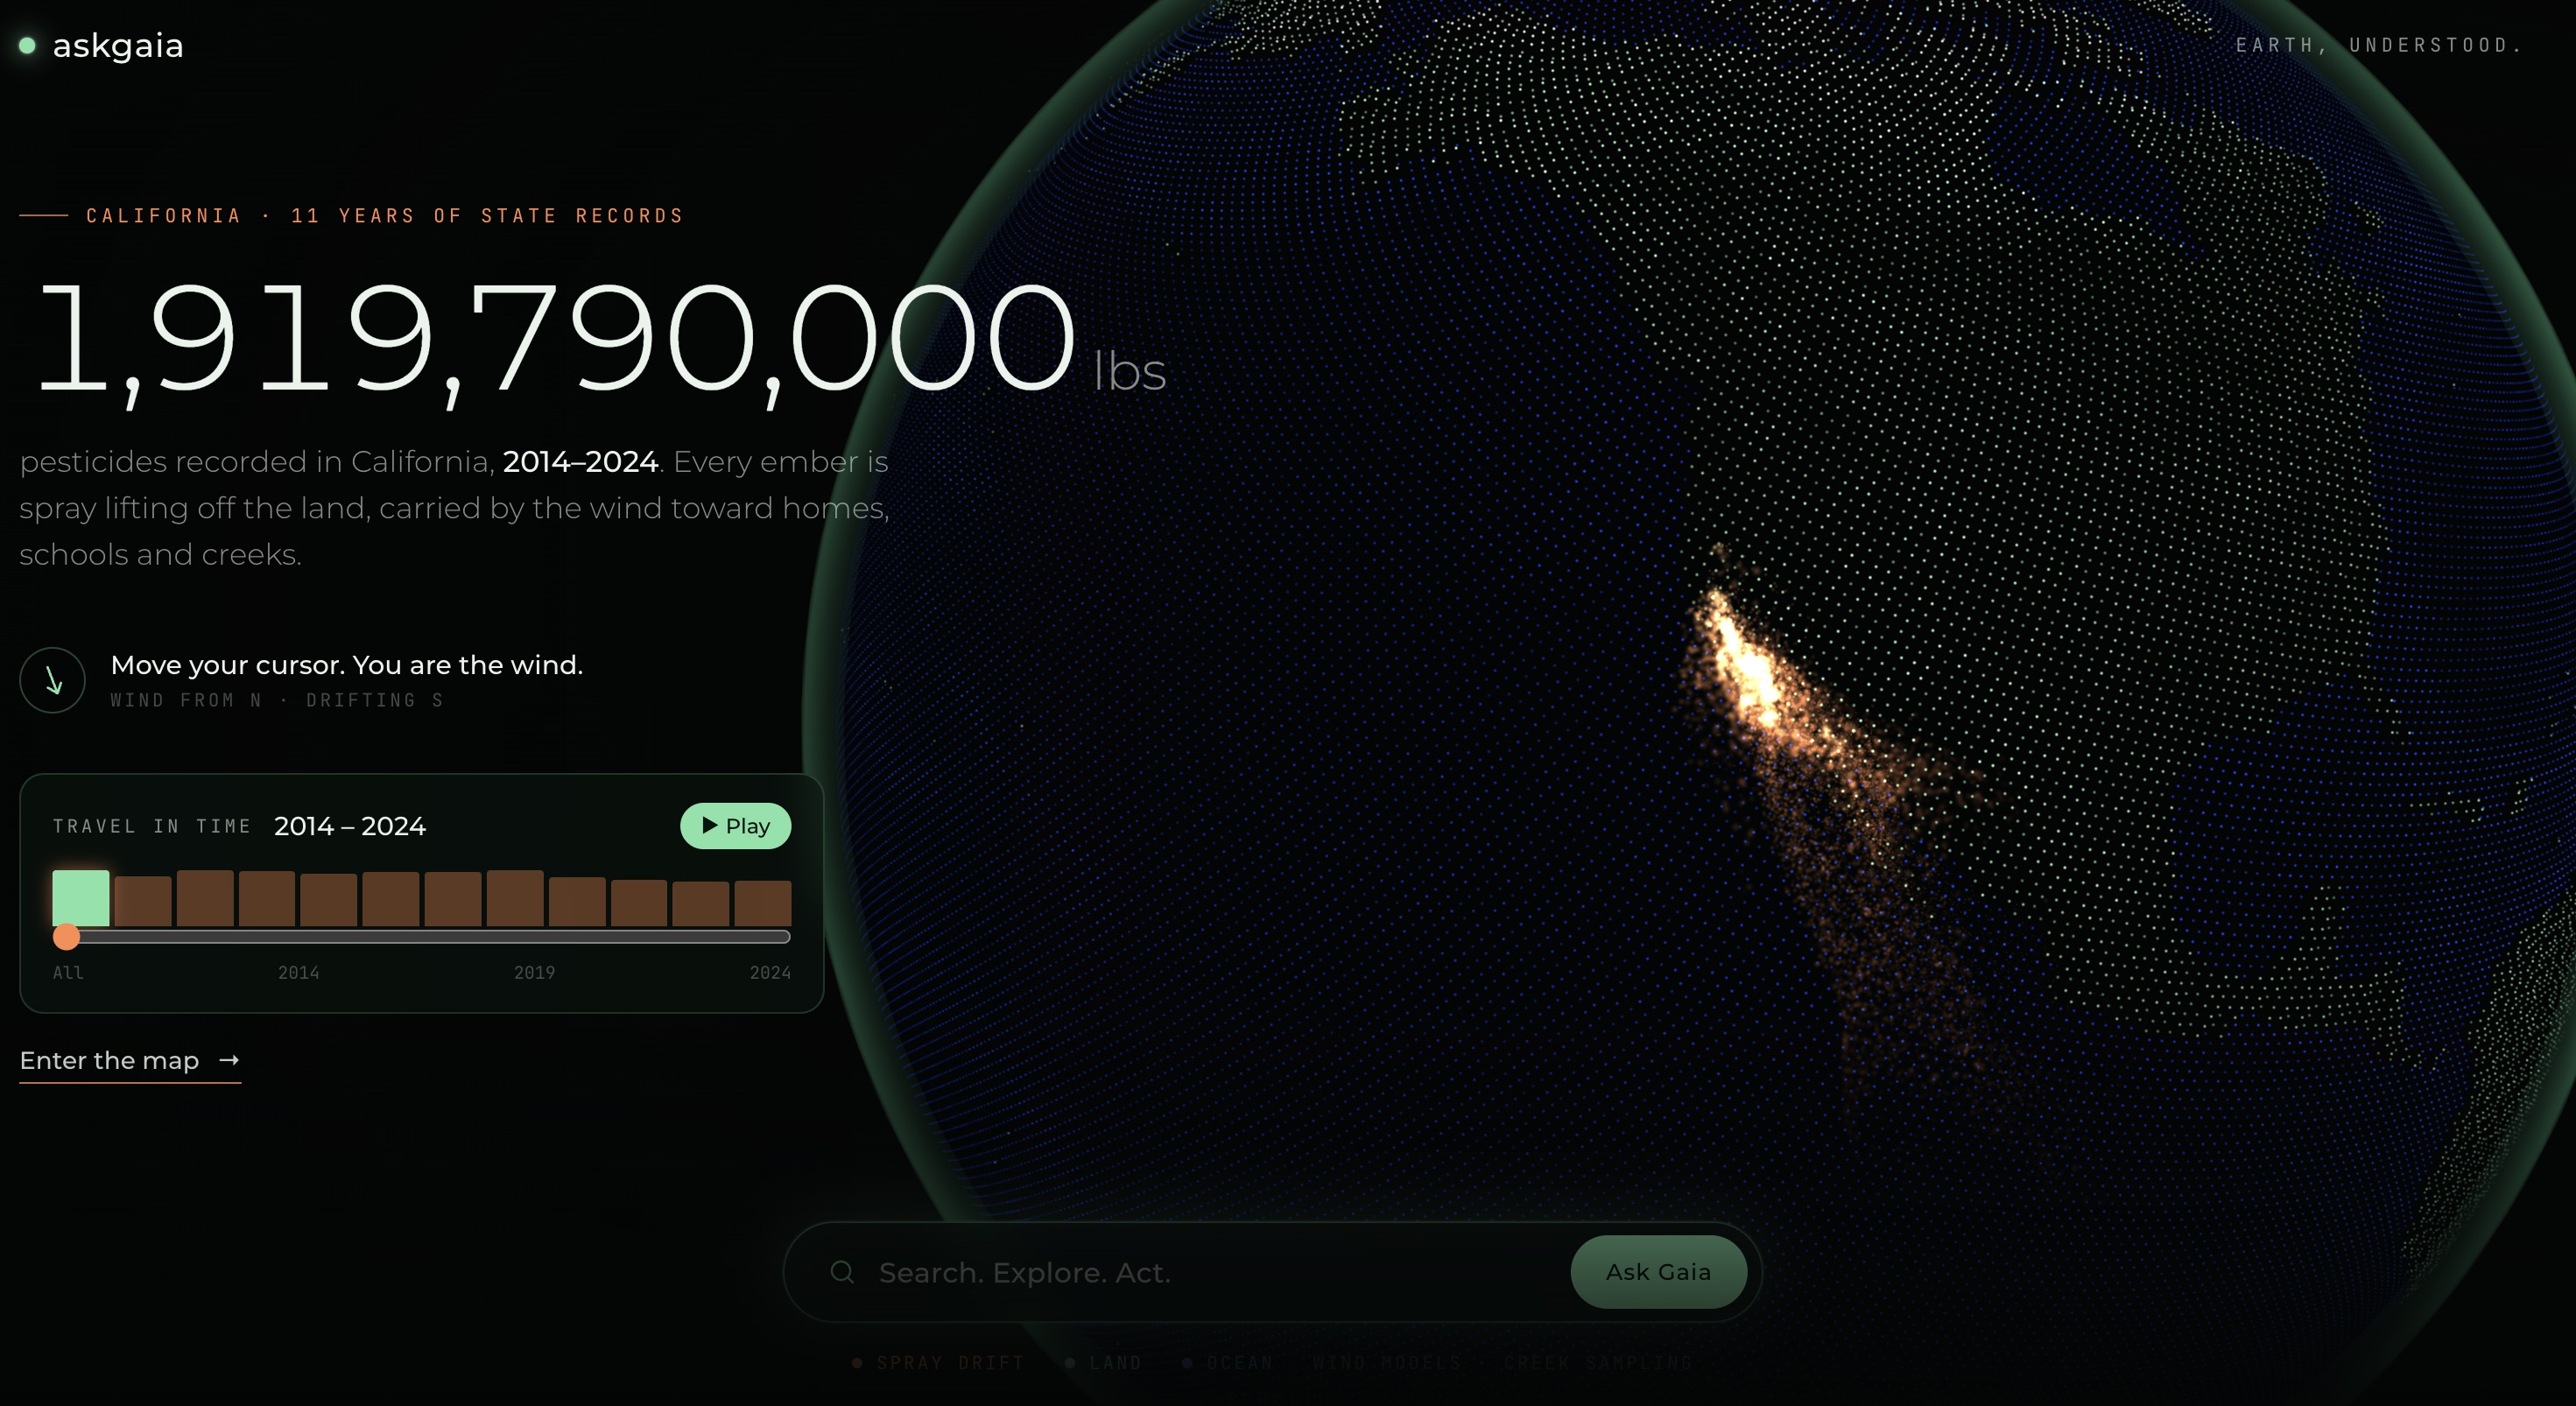 askgaia
EARTH, UNDERSTOOD.
CALIFORNIA · 11 YEARS OF STATE RECORDS
1,919,790,000 lbs
pesticides recorded in California, 2014–2024. Every ember is
spray lifting off the land, carried by the wind toward homes,
schools and creeks.
Move your cursor. You are the wind.
WIND FROM N · DRIFTING S
TRAVEL IN TIME 2014 – 2024
Play
All 2014 2019 2024
Enter the map →
Search. Explore. Act.
Ask Gaia
SPRAY DRIFT LAND OCEAN WIND MODELS · CREEK SAMPLING